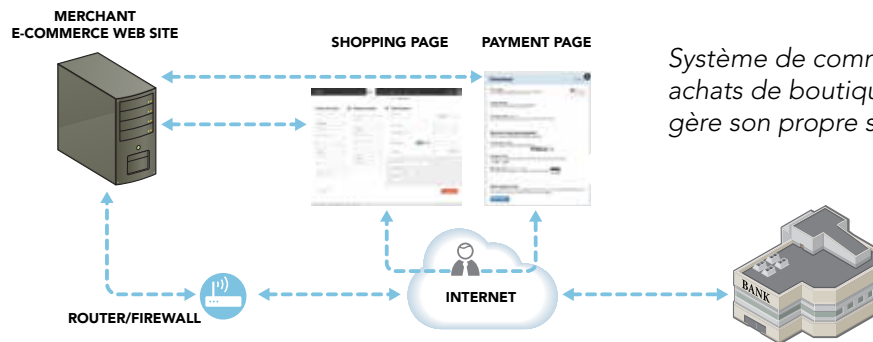 MERCHANT
E-COMMERCE WEB SITE
SHOPPING PAGE
PAYMENT PAGE
Système de comm
achats de boutiqu
gère son propre s
BANK
INTERNET
ROUTER/FIREWALL